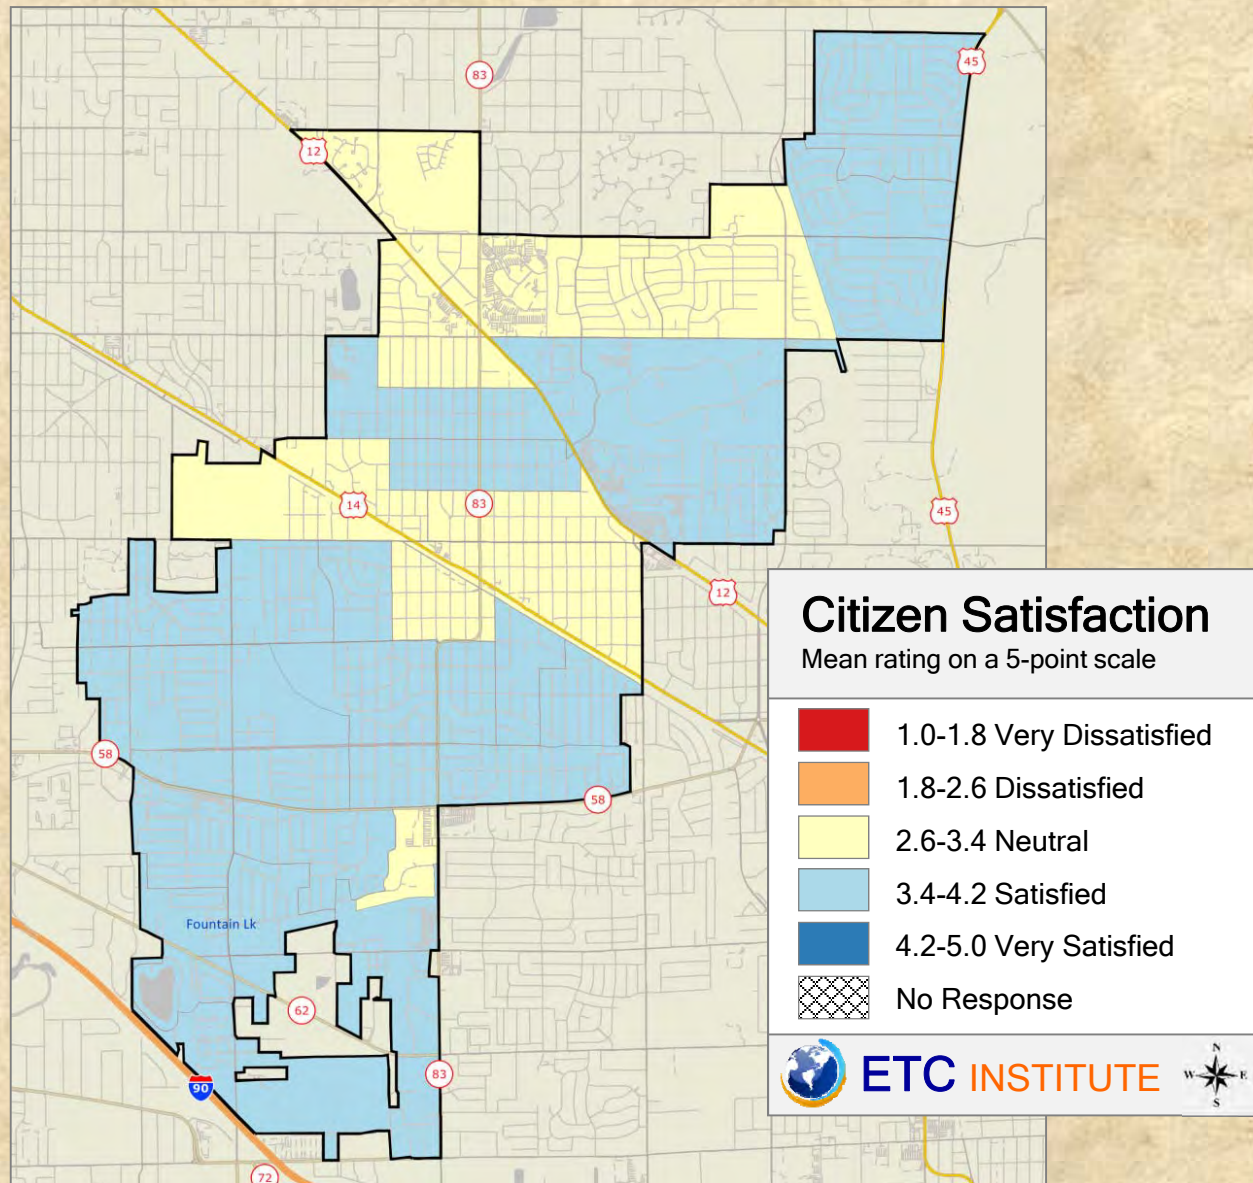 83
45
12
14
83
45
12
Citizen Satisfaction
Mean rating on a 5-point scale
1.0-1.8 Very Dissatisfied
1.8-2.6 Dissatisfied
2.6-3.4 Neutral
3.4-4.2 Satisfied
4.2-5.0 Very Satisfied
No Response
58
58
Fountain Lk
62
83
90
72
ETC INSTITUTE
N
W E
S